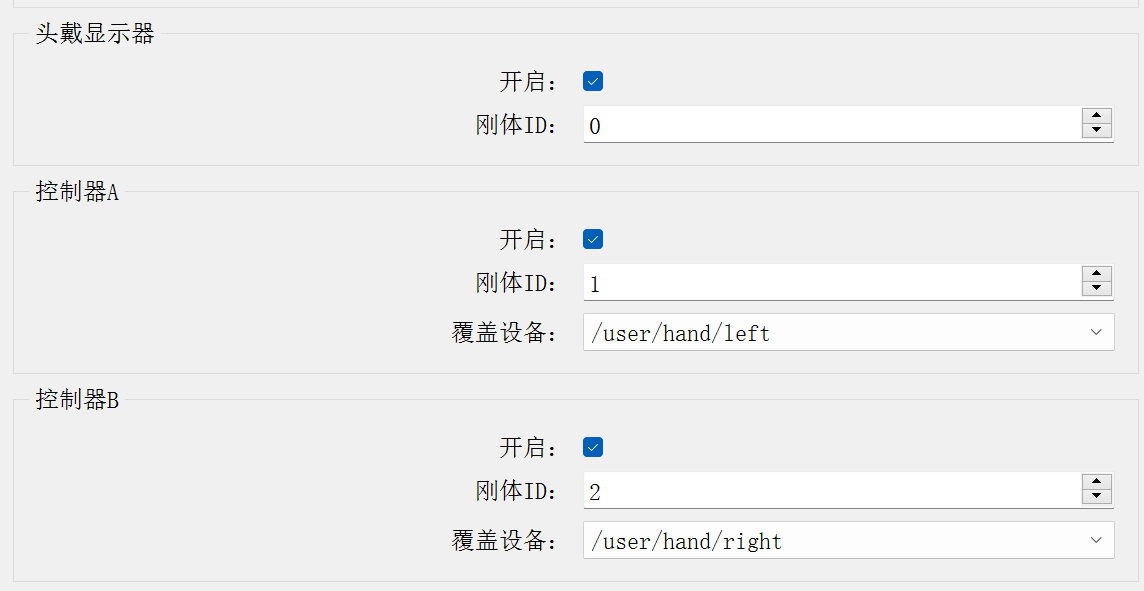 头戴显示器
开启：
刚体ID： 0
控制器A
开启：
刚体ID： 1
覆盖设备： /user/hand/left
控制器B
开启：
刚体ID： 2
覆盖设备： /user/hand/right